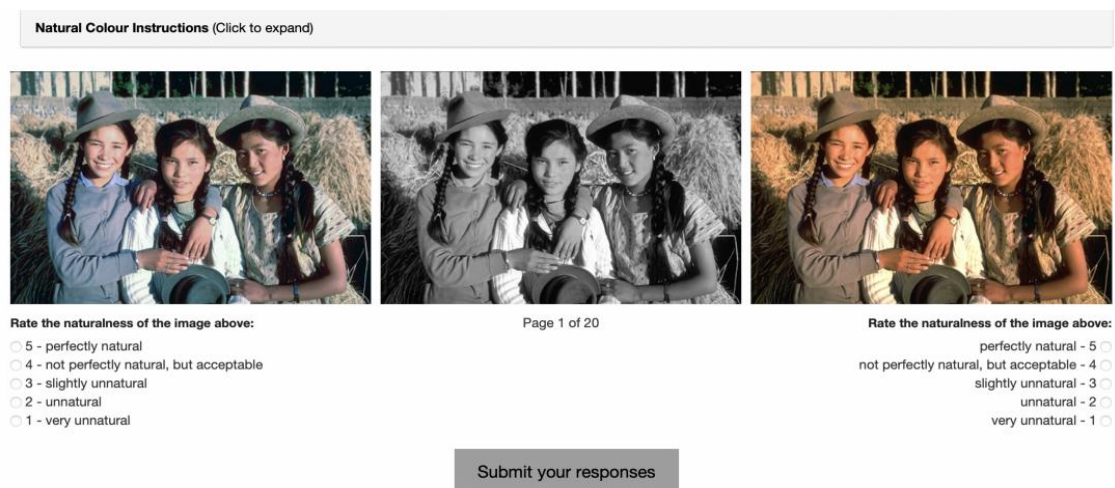 Natural Colour Instructions (Click to expand)
Rate the naturalness of the image above:
5 - perfectly natural
4 - not perfectly natural, but acceptable
3 - slightly unnatural
2 - unnatural
1 - very unnatural
Page 1 of 20
Rate the naturalness of the image above:
perfectly natural - 5
not perfectly natural, but acceptable - 4
slightly unnatural - 3
unnatural - 2
very unnatural - 1
Submit your responses